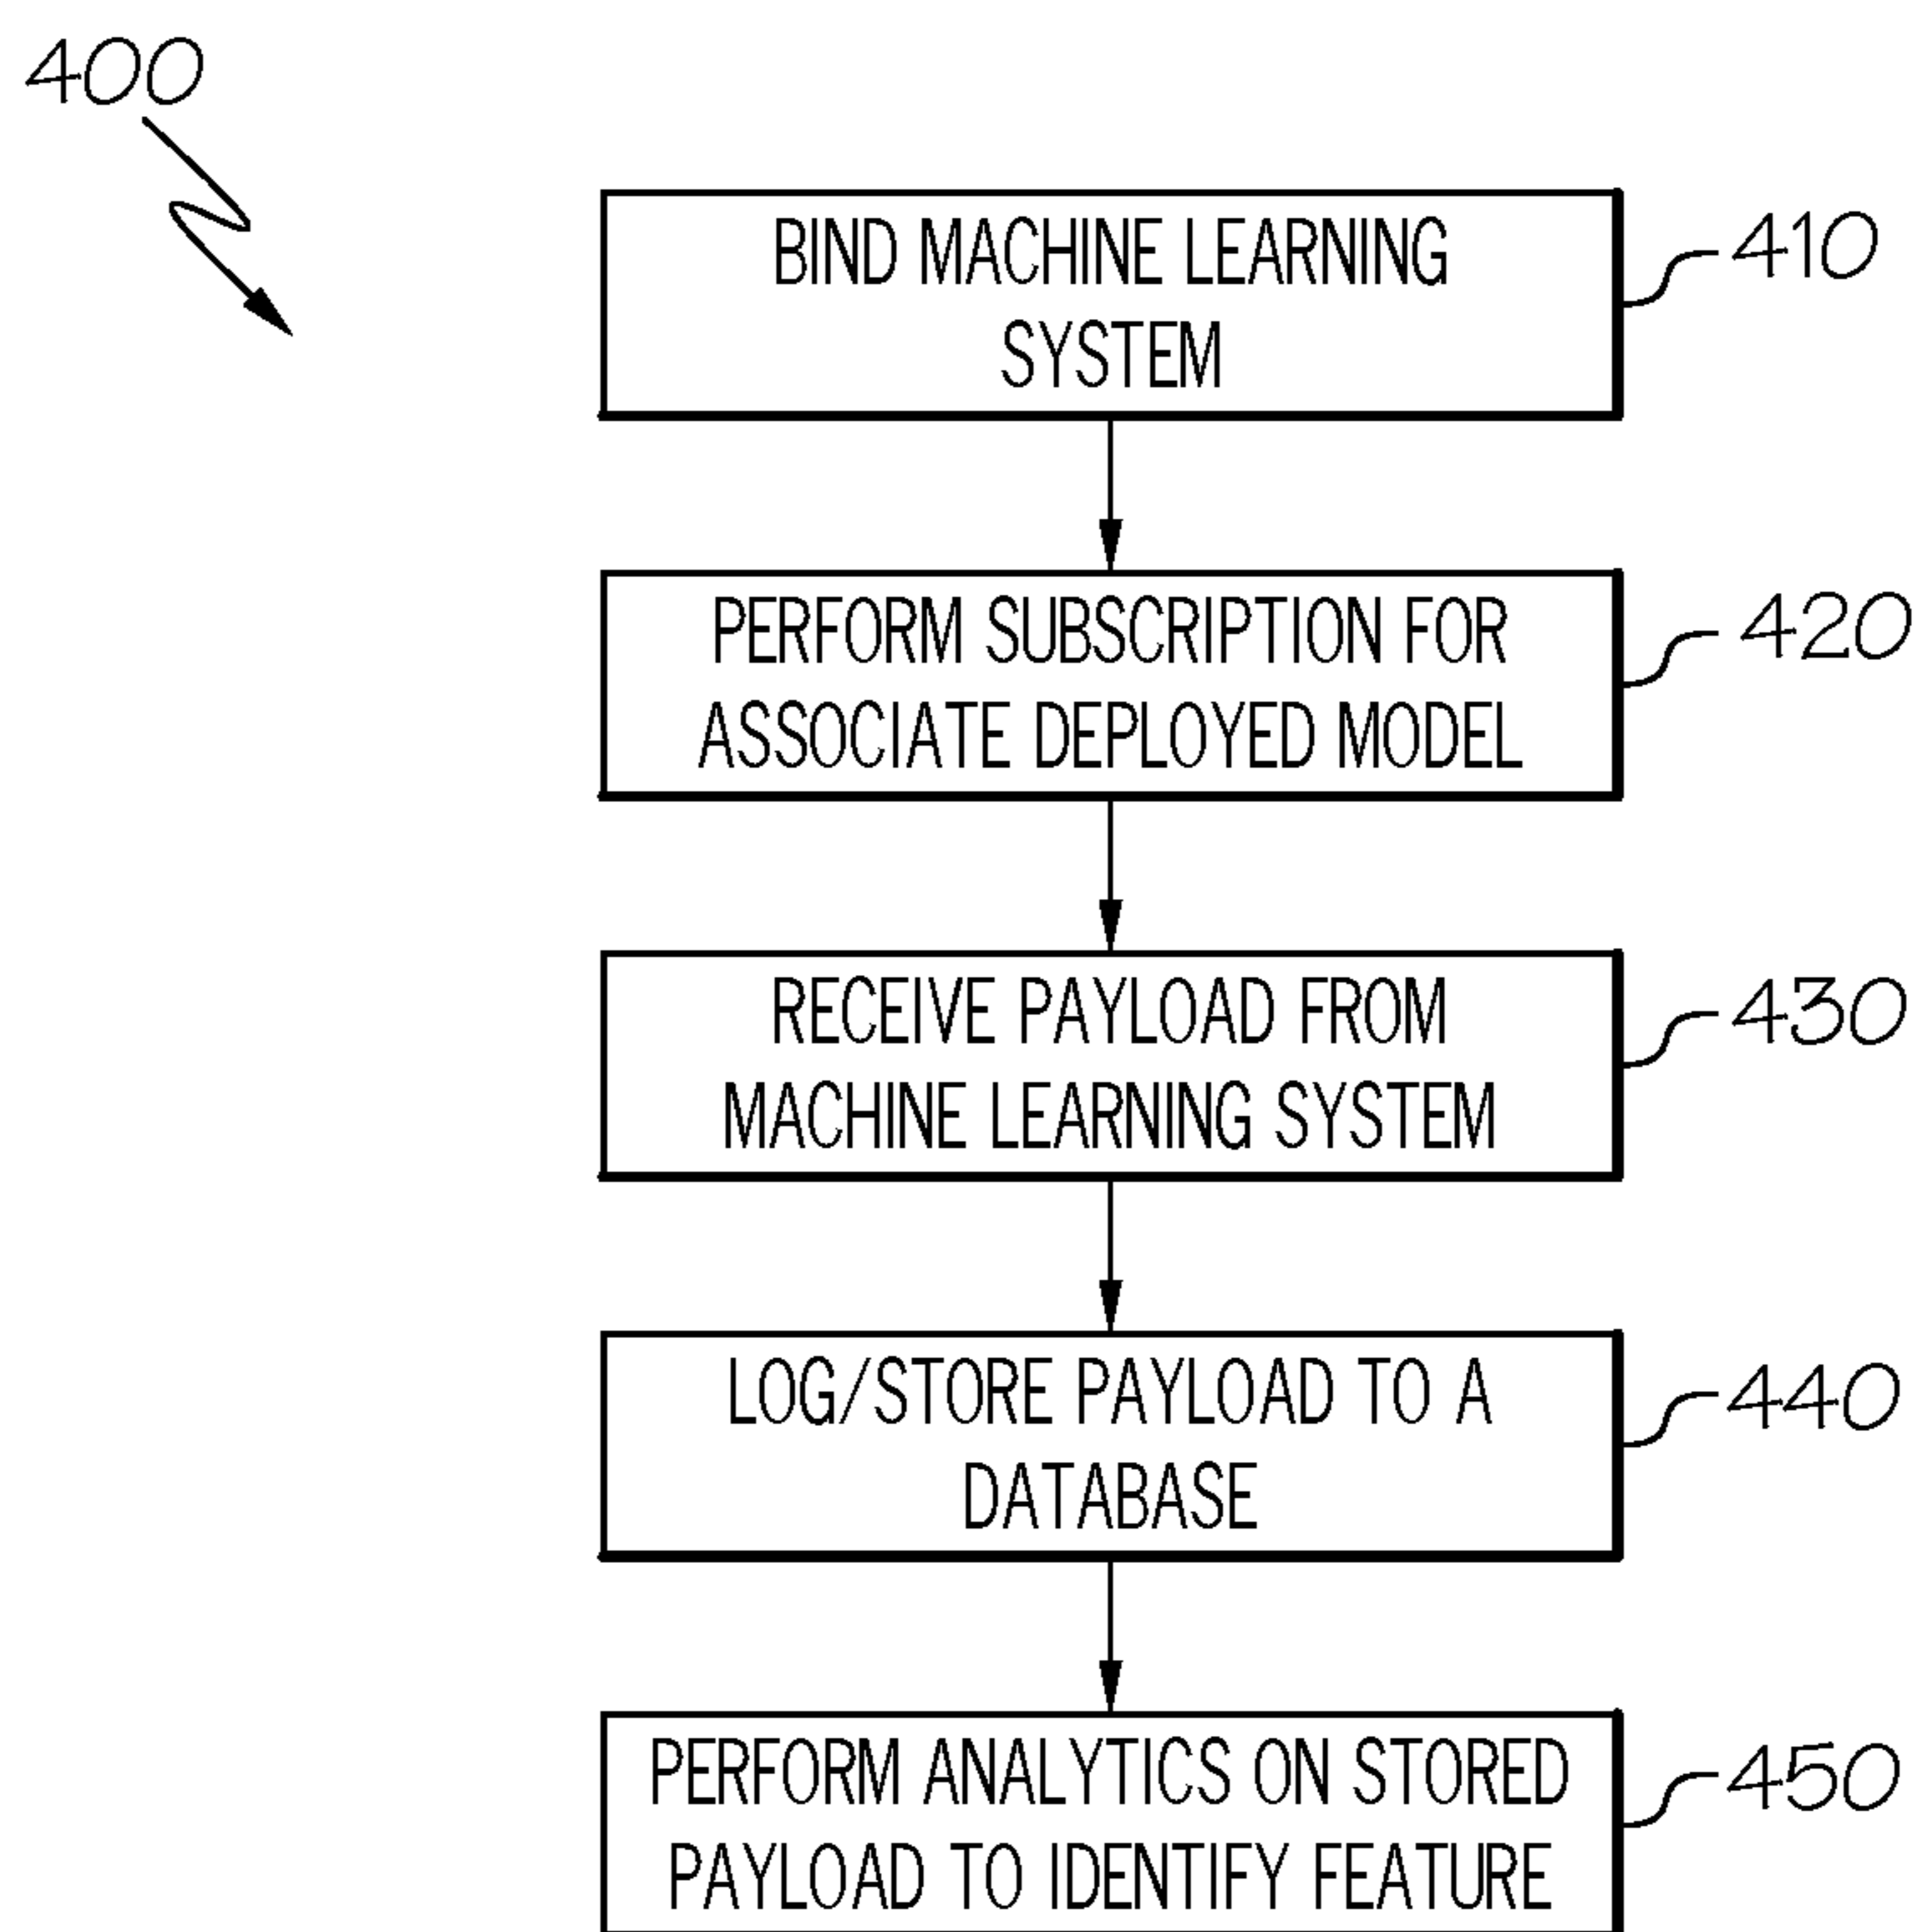 400
BIND MACHINE LEARNING
SYSTEM
410
PERFORM SUBSCRIPTION FOR
ASSOCIATE DEPLOYED MODEL
420
RECEIVE PAYLOAD FROM
MACHINE LEARNING SYSTEM
430
LOG/STORE PAYLOAD TO A
DATABASE
440
PERFORM ANALYTICS ON STORED
PAYLOAD TO IDENTIFY FEATURE
450